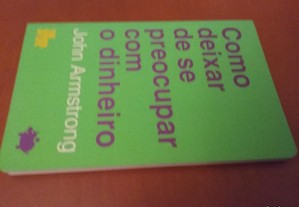 Como
deixar
de se
preocupar
com
o dinheiro
John Armstrong